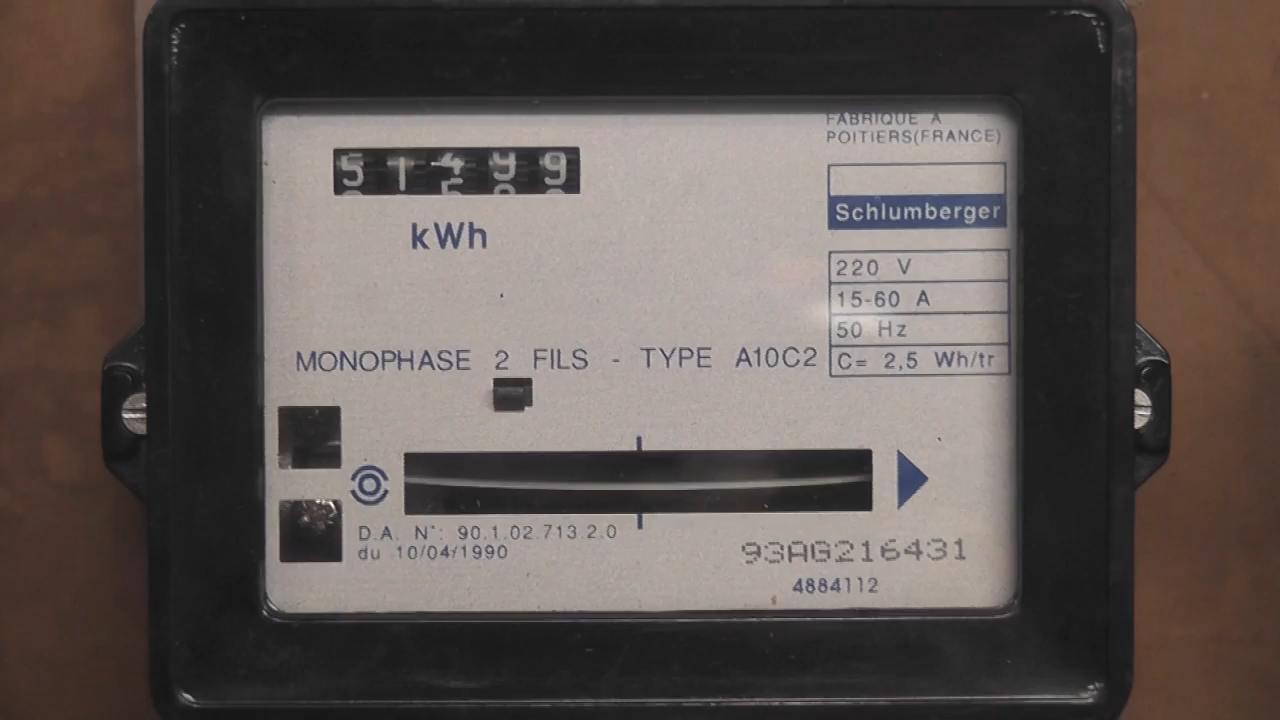 FABRIQUE A
POITIERS(FRANCE)
51499
kWh
Schlumberger
220 V
15-60 A
50 Hz
C= 2,5 Wh/tr
MONOPHASE 2 FILS - TYPE A10C2
D.A. N°: 90.1.02.713.2.0
du 10/04/1990
93AG216431
4884112